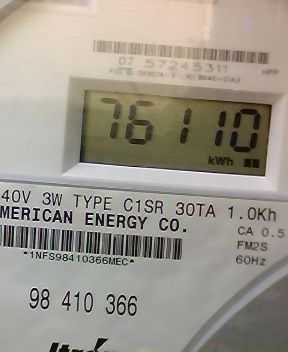 07 57245311
76110
kWh
40V 3W TYPE C1SR 30TA 1.0Kh
MERICAN ENERGY CO.
CA 0.5
FM2S
60Hz
*1NFS98410366MEC*
98 410 366
Itrón